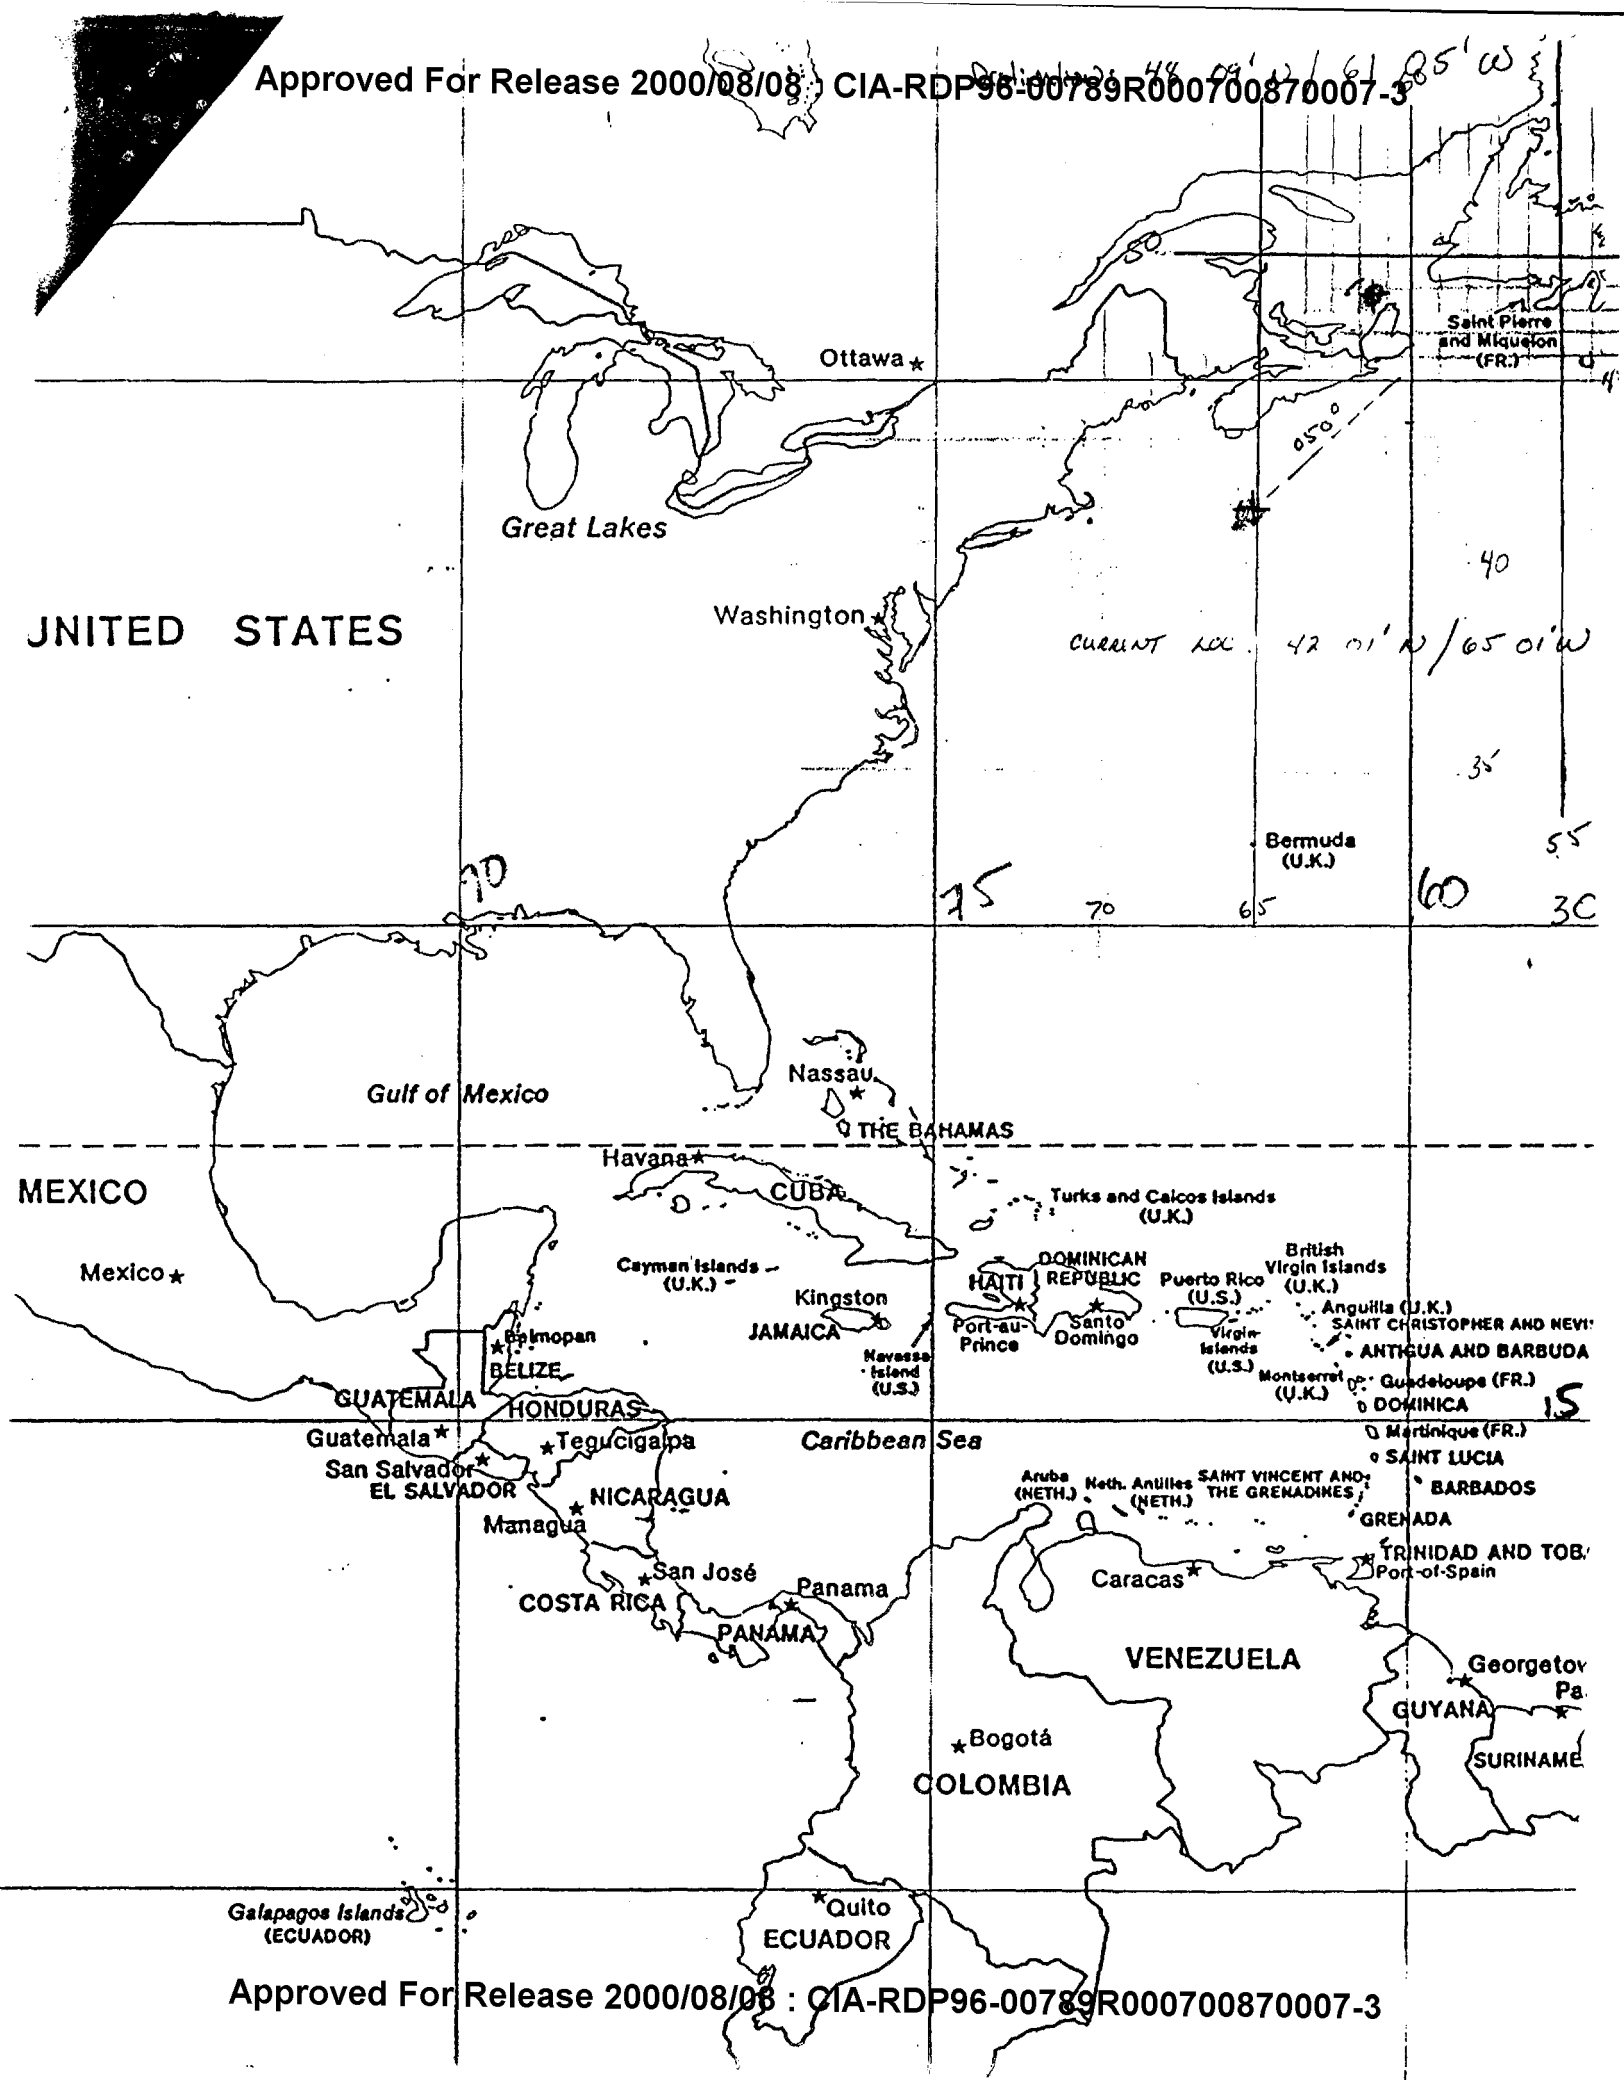 Approved For Release 2000/08/08 : CIA-RDP96-00789R000700870007-3
05' W
50
Ottawa
Saint Pierre
and Miquelon
(FR.)
050°
Great Lakes
40
JNITED STATES
Washington
CURRENT LOC. 42 01' N / 65 01' W
35
Bermuda
(U.K.)
55
75
70
65
60
30
Nassau
Gulf of Mexico
THE BAHAMAS
Havana
MEXICO
CUBA
Turks and Caicos Islands
(U.K.)
Mexico
Cayman Islands
(U.K.)
HAITI
DOMINICAN
REPUBLIC
Puerto Rico
(U.S.)
British
Virgin Islands
(U.K.)
Kingston
JAMAICA
Port-au-
Prince
Santo
Domingo
Virgin
Islands
(U.S.)
Anguilla (U.K.)
SAINT CHRISTOPHER AND NEVI
Navassa
Island
(U.S.)
ANTIGUA AND BARBUDA
Belmopan
BELIZE
Montserrat
(U.K.)
Guadeloupe (FR.)
DOMINICA
15
GUATEMALA
HONDURAS
Guatemala
Tegucigalpa
Caribbean Sea
Martinique (FR.)
San Salvador
EL SALVADOR
SAINT LUCIA
NICARAGUA
Managua
Aruba
(NETH.)
Neth. Antilles
(NETH.)
SAINT VINCENT AND
THE GRENADINES
BARBADOS
GRENADA
San José
COSTA RICA
Panama
PANAMA
Caracas
TRINIDAD AND TOB
Port-of-Spain
VENEZUELA
Georgetow
Pa
GUYANA
Bogotá
COLOMBIA
SURINAME
Galapagos Islands
(ECUADOR)
Quito
ECUADOR
Approved For Release 2000/08/08 : CIA-RDP96-00789R000700870007-3